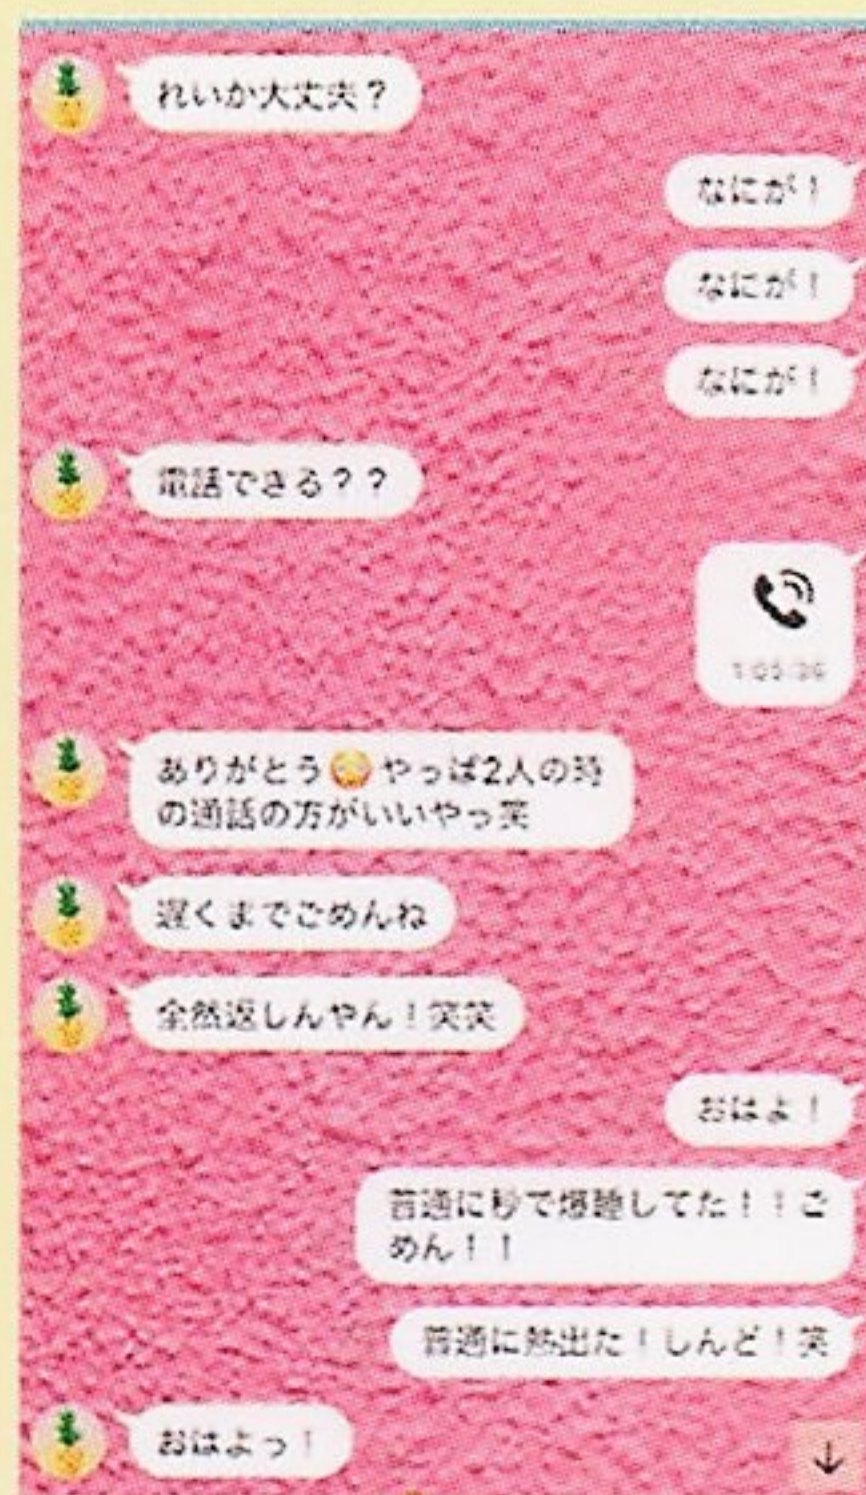 れいか大丈夫？
なにが！
なにが！
なにが！
電話できる？？
1:05:36
ありがとう😳やっぱ2人の時
の通話の方がいいやっ笑
遅くまでごめんね
全然返しんやん！笑笑
おはよ！
普通に秒で爆睡してた！！ご
めん！！
普通に熱出た！しんど！笑
おはよっ！